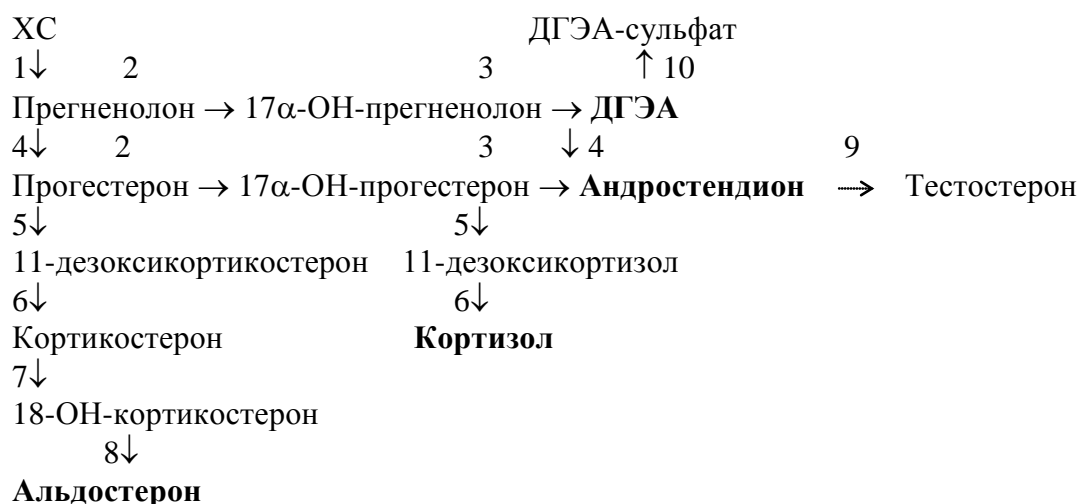 ХС ДГЭА-сульфат
1↓ 2 3 ↑ 10
Прегненолон → 17α-ОН-прегненолон → ДГЭА
4↓ 2 3 ↓ 4 9
Прогестерон → 17α-ОН-прогестерон → Андростендион → Тестостерон
5↓ 5↓
11-дезоксикортикостерон 11-дезоксикортизол
6↓ 6↓
Кортикостерон Кортизол
7↓
18-ОН-кортикостерон
8↓
Альдостерон